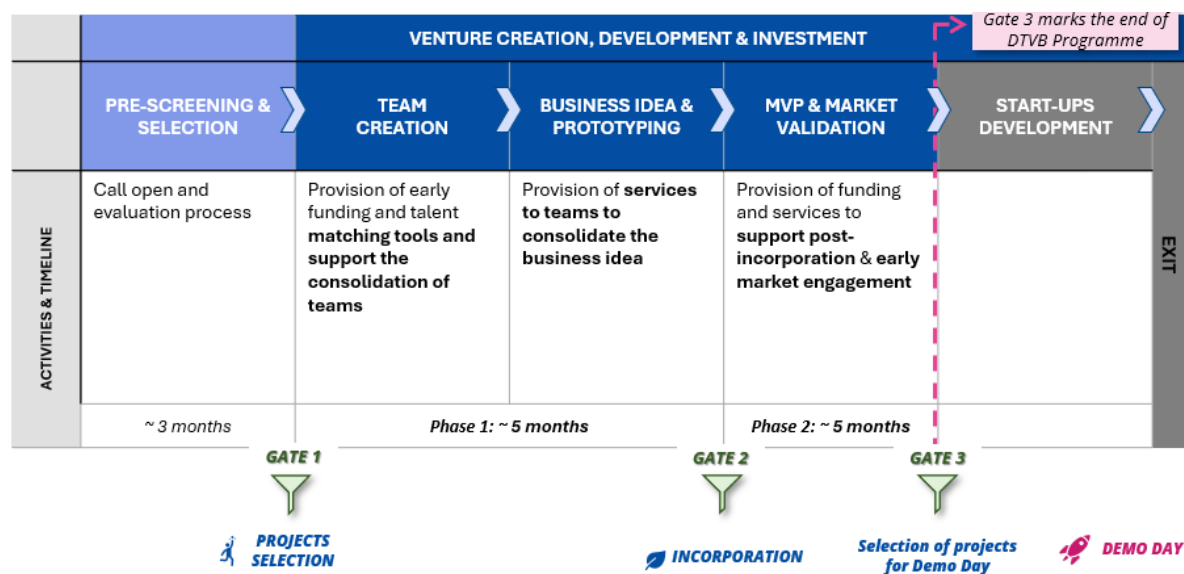 VENTURE CREATION, DEVELOPMENT & INVESTMENT
Gate 3 marks the end of
DTVB Programme
PRE-SCREENING &
SELECTION
TEAM
CREATION
BUSINESS IDEA &
PROTOTYPING
MVP & MARKET
VALIDATION
START-UPS
DEVELOPMENT
ACTIVITIES & TIMELINE
Call open and
evaluation process
Provision of early
funding and talent
matching tools and
support the
consolidation of
teams
Provision of services
to teams to
consolidate the
business idea
Provision of funding
and services to
support post-
incorporation & early
market engagement
EXIT
~ 3 months
Phase 1: ~ 5 months
Phase 2: ~ 5 months
GATE 1
GATE 2
GATE 3
PROJECTS
SELECTION
INCORPORATION
Selection of projects
for Demo Day
DEMO DAY